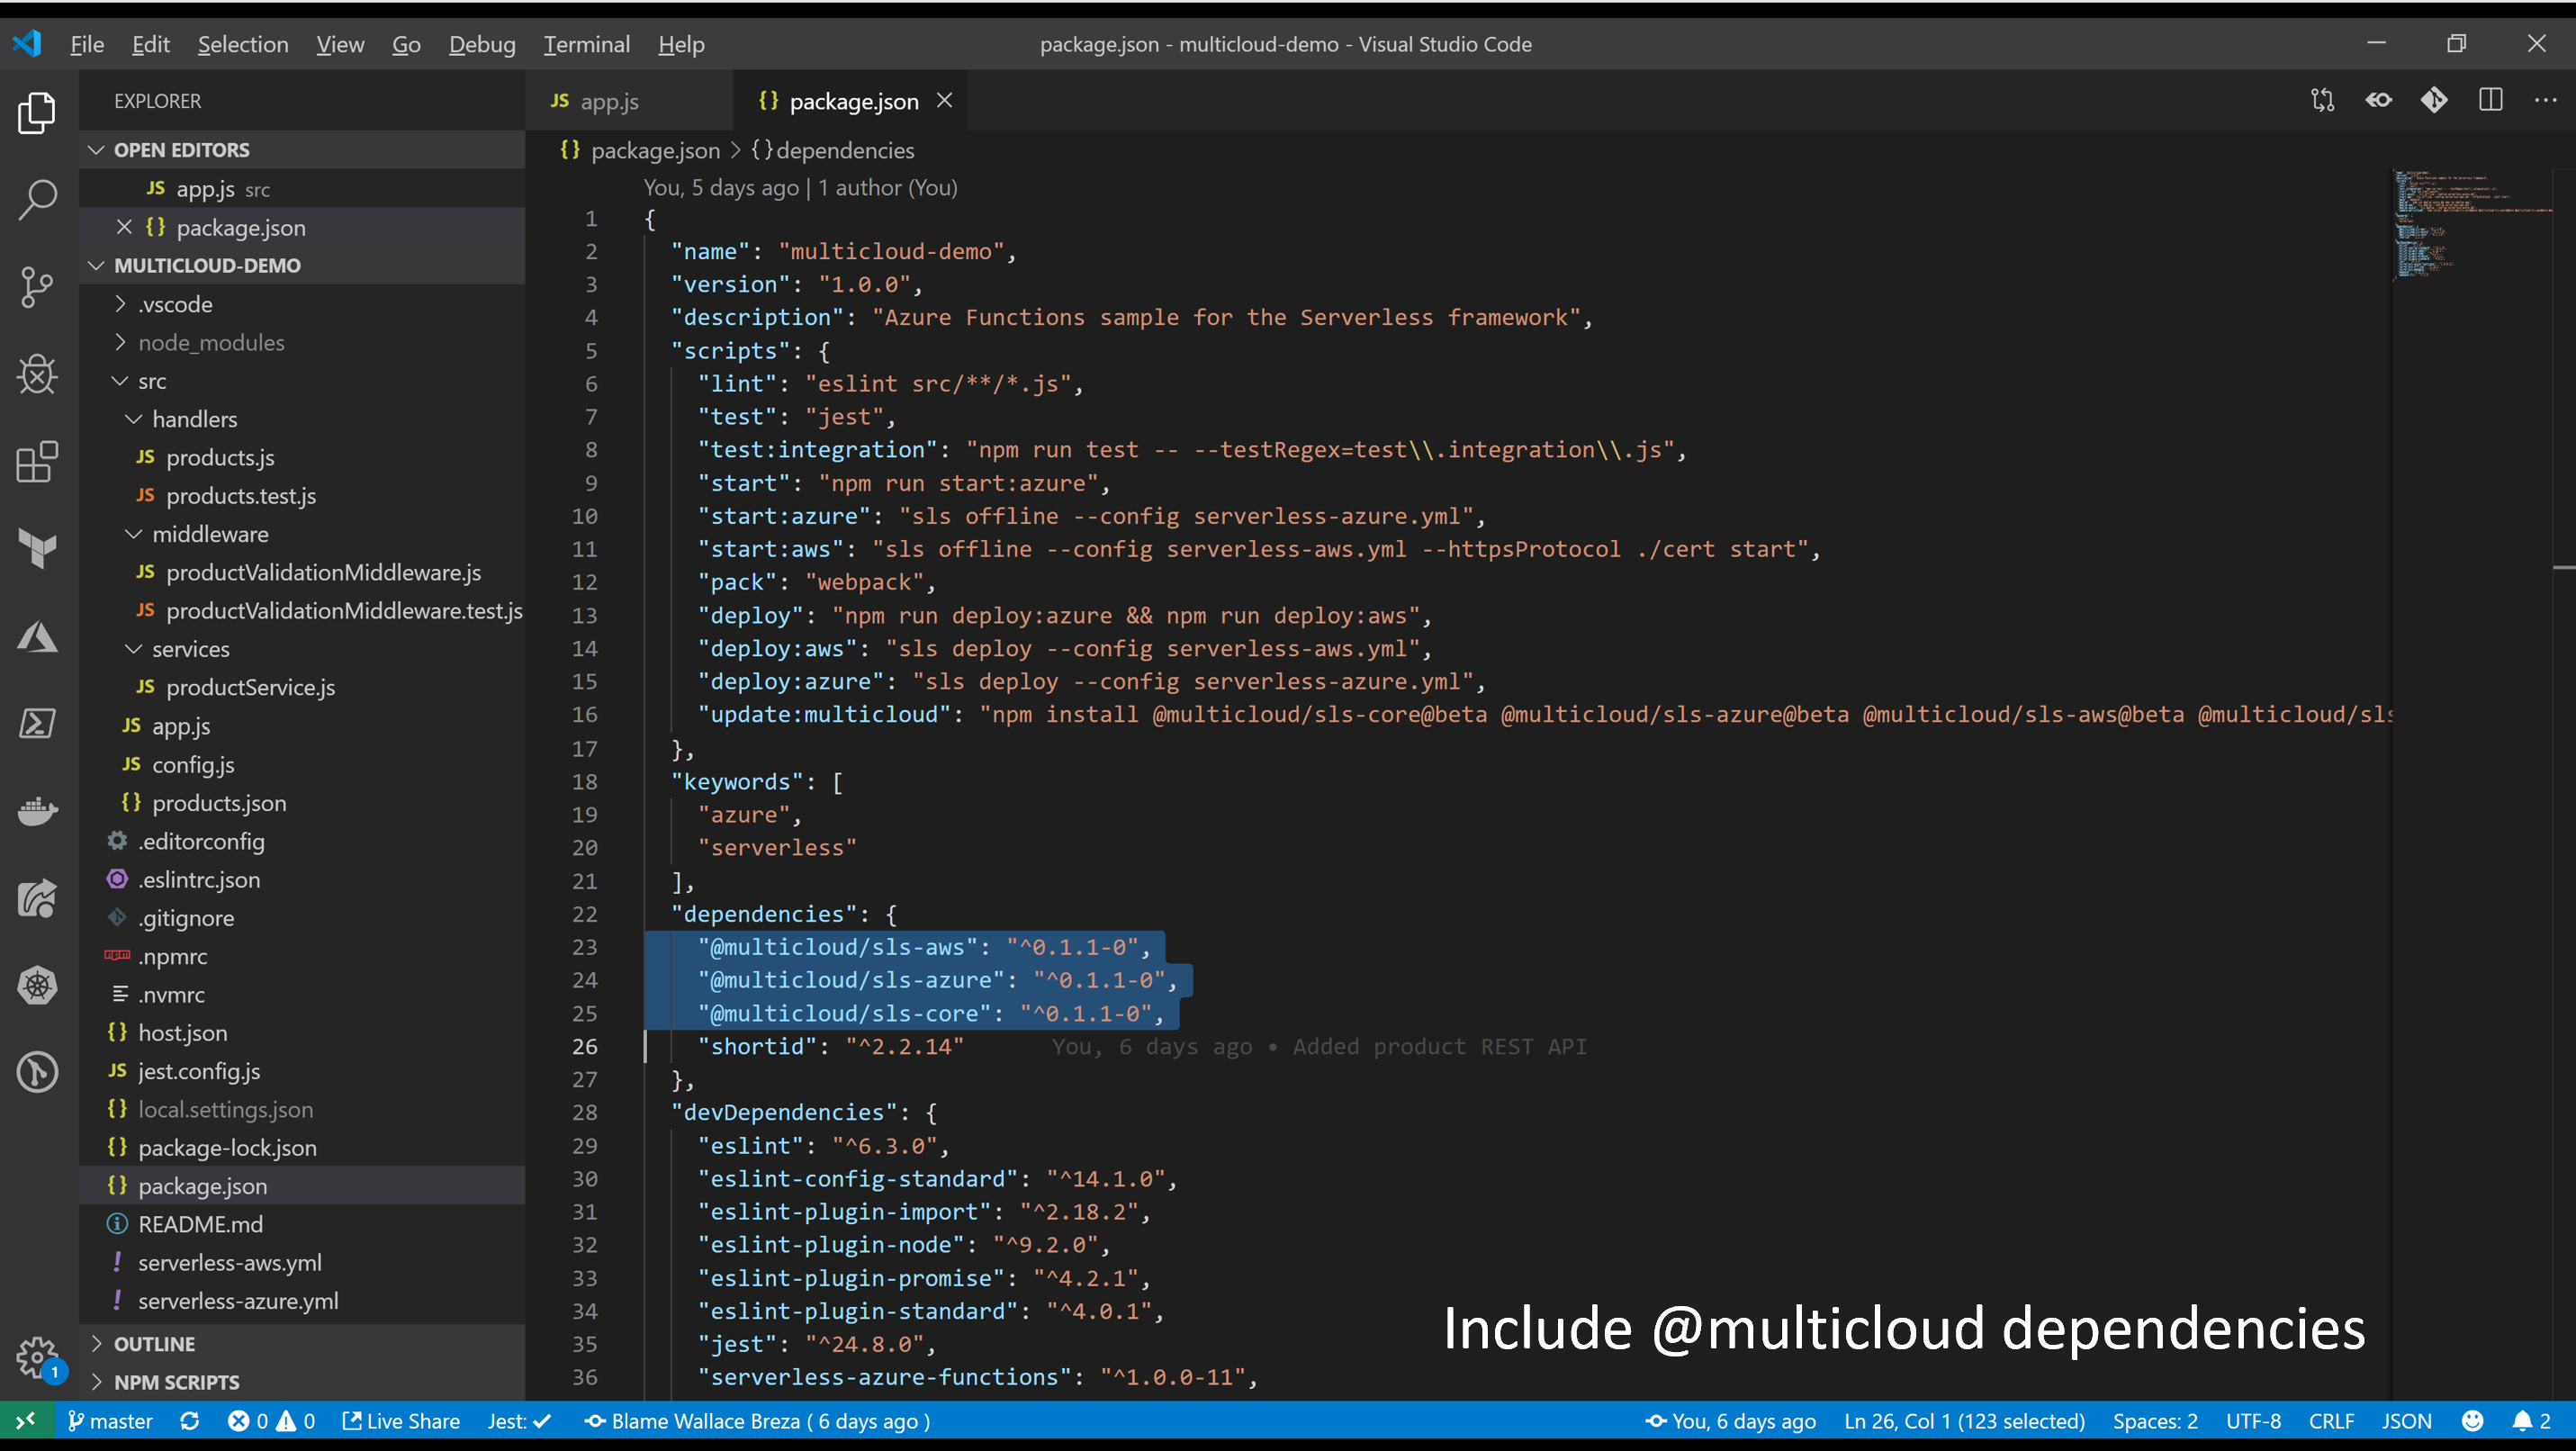 File Edit Selection View Go Debug Terminal Help
package.json - multicloud-demo - Visual Studio Code
EXPLORER
OPEN EDITORS
JS app.js src
{} package.json
MULTICLOUD-DEMO
.vscode
node_modules
src
handlers
JS products.js
JS products.test.js
middleware
JS productValidationMiddleware.js
JS productValidationMiddleware.test.js
services
JS productService.js
JS app.js
JS config.js
{} products.json
.editorconfig
.eslintrc.json
.gitignore
.npmrc
.nvmrc
{} host.json
JS jest.config.js
{} local.settings.json
{} package-lock.json
{} package.json
README.md
! serverless-aws.yml
! serverless-azure.yml
OUTLINE
NPM SCRIPTS
1
JS app.js
{} package.json
{} package.json > {} dependencies
You, 5 days ago | 1 author (You)
1 {
2 "name": "multicloud-demo",
3 "version": "1.0.0",
4 "description": "Azure Functions sample for the Serverless framework",
5 "scripts": {
6 "lint": "eslint src/**/*.js",
7 "test": "jest",
8 "test:integration": "npm run test -- --testRegex=test\\.integration\\.js",
9 "start": "npm run start:azure",
10 "start:azure": "sls offline --config serverless-azure.yml",
11 "start:aws": "sls offline --config serverless-aws.yml --httpsProtocol ./cert start",
12 "pack": "webpack",
13 "deploy": "npm run deploy:azure && npm run deploy:aws",
14 "deploy:aws": "sls deploy --config serverless-aws.yml",
15 "deploy:azure": "sls deploy --config serverless-azure.yml",
16 "update:multicloud": "npm install @multicloud/sls-core@beta @multicloud/sls-azure@beta @multicloud/sls-aws@beta @multicloud/sls
17 },
18 "keywords": [
19 "azure",
20 "serverless"
21 ],
22 "dependencies": {
23 "@multicloud/sls-aws": "^0.1.1-0",
24 "@multicloud/sls-azure": "^0.1.1-0",
25 "@multicloud/sls-core": "^0.1.1-0",
26 "shortid": "^2.2.14" You, 6 days ago • Added product REST API
27 },
28 "devDependencies": {
29 "eslint": "^6.3.0",
30 "eslint-config-standard": "^14.1.0",
31 "eslint-plugin-import": "^2.18.2",
32 "eslint-plugin-node": "^9.2.0",
33 "eslint-plugin-promise": "^4.2.1",
34 "eslint-plugin-standard": "^4.0.1",
35 "jest": "^24.8.0",
36 "serverless-azure-functions": "^1.0.0-11",
Include @multicloud dependencies
master 0 0 Live Share Jest: Blame Wallace Breza ( 6 days ago )
You, 6 days ago Ln 26, Col 1 (123 selected) Spaces: 2 UTF-8 CRLF JSON 2